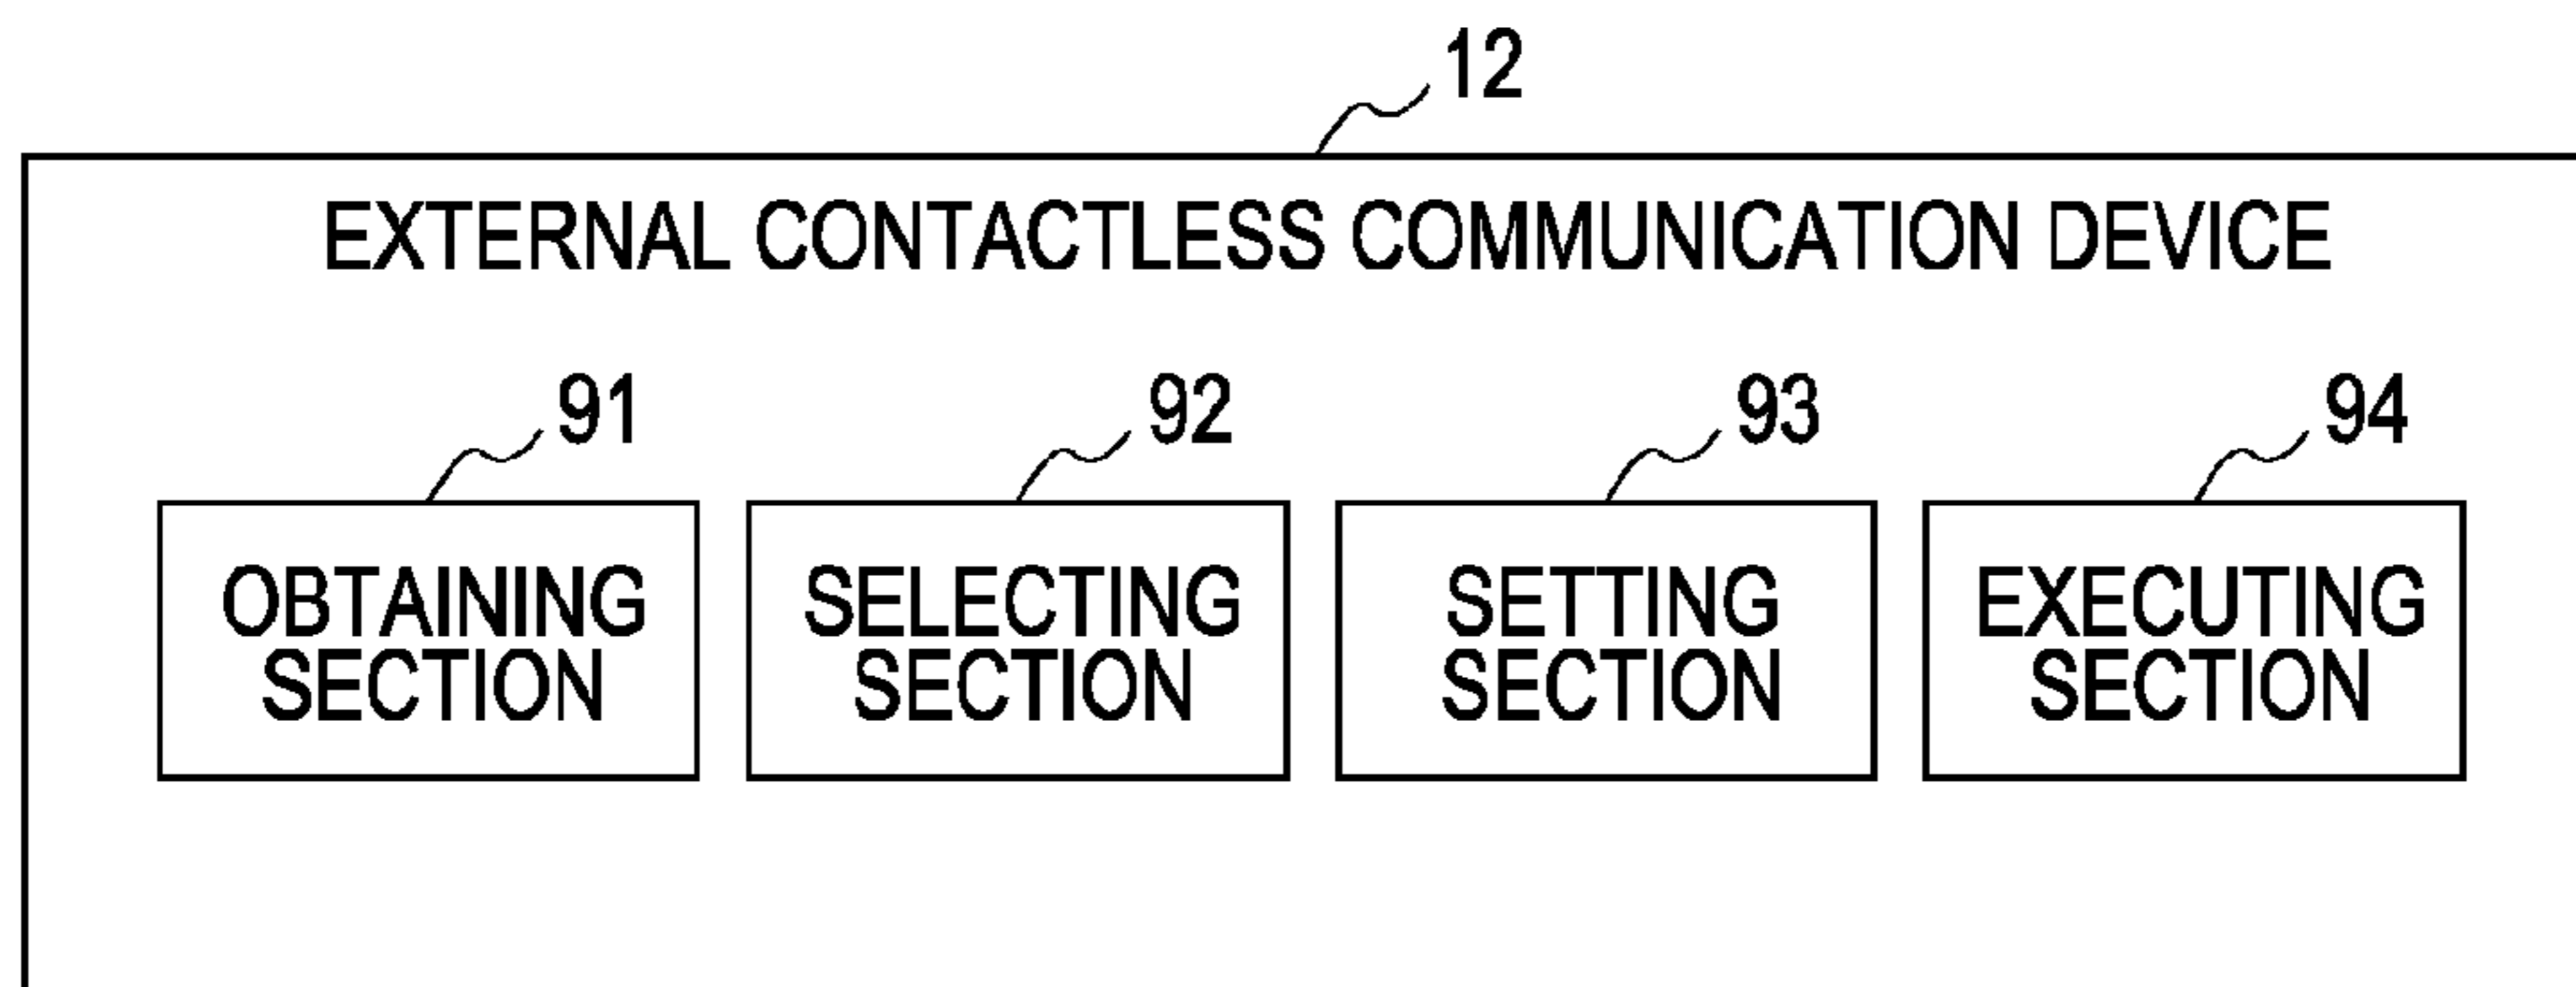 12
EXTERNAL CONTACTLESS COMMUNICATION DEVICE
91
92
93
94
OBTAINING
SECTION
SELECTING
SECTION
SETTING
SECTION
EXECUTING
SECTION